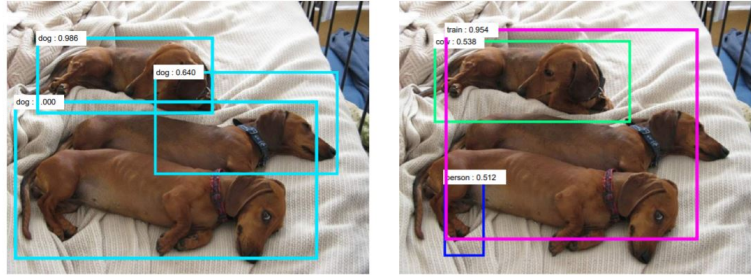 dog : 0.986
dog : 0.640
dog : .000
train : 0.954
cow : 0.538
person : 0.512